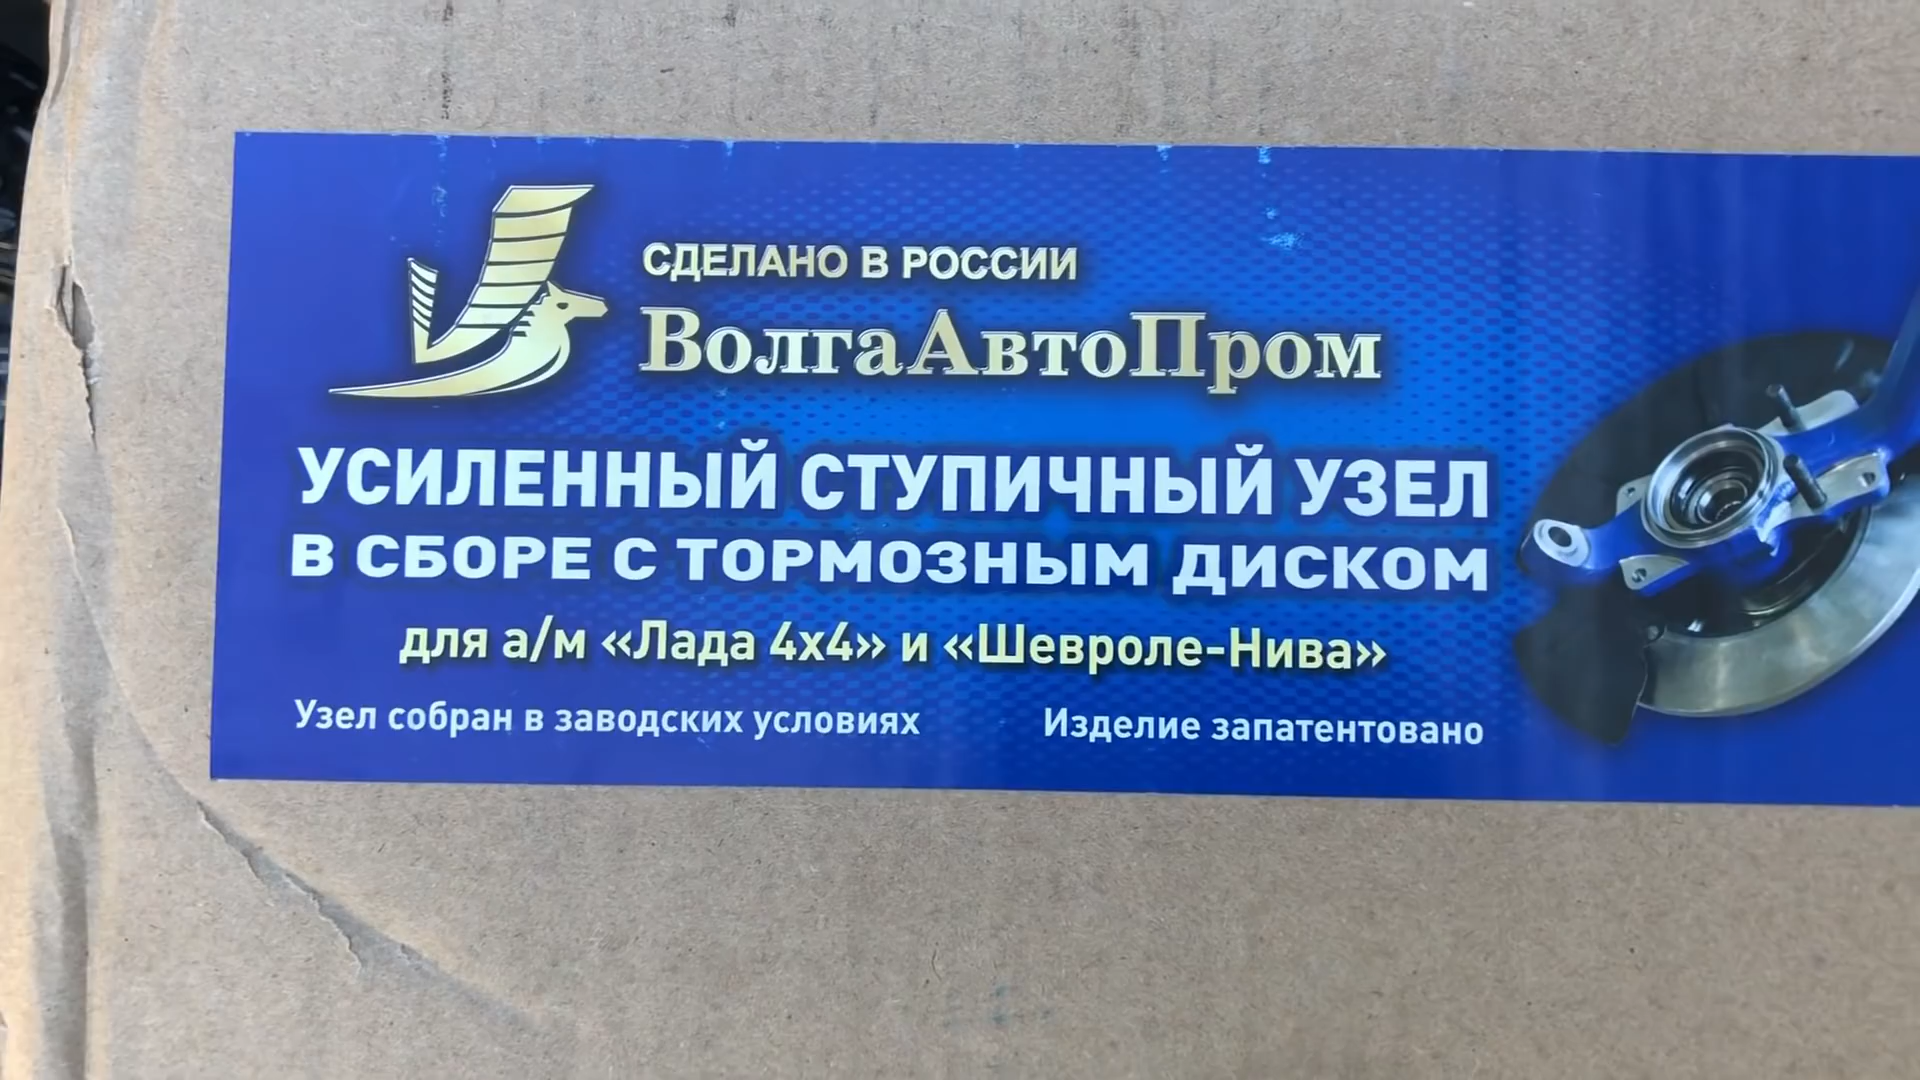 СДЕЛАНО В РОССИИ
ВолгаАвтоПром
УСИЛЕННЫЙ СТУПИЧНЫЙ УЗЕЛ
В СБОРЕ С ТОРМОЗНЫМ ДИСКОМ
для а/м «Лада 4х4» и «Шевроле-Нива»
Узел собран в заводских условиях Изделие запатентовано